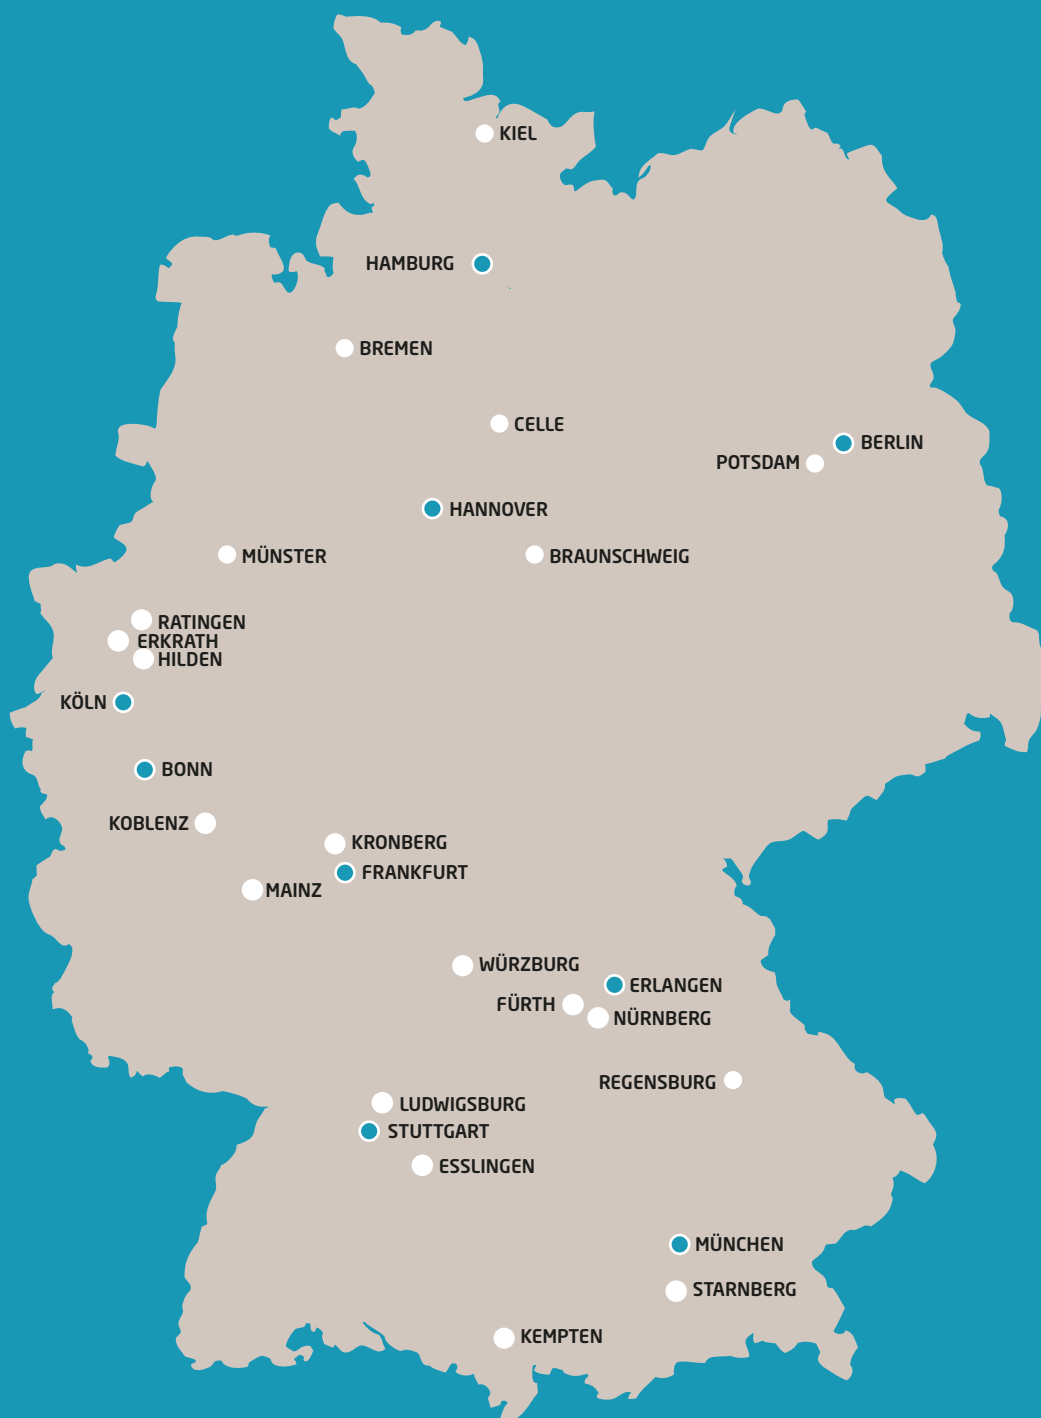 KIEL
HAMBURG
BREMEN
CELLE
BERLIN
POTSDAM
HANNOVER
MÜNSTER
BRAUNSCHWEIG
RATINGEN
ERKRATH
HILDEN
KÖLN
BONN
KOBLENZ
KRONBERG
FRANKFURT
MAINZ
WÜRZBURG
ERLANGEN
FÜRTH
NÜRNBERG
REGENSBURG
LUDWIGSBURG
STUTTGART
ESSLINGEN
MÜNCHEN
STARNBERG
KEMPTEN